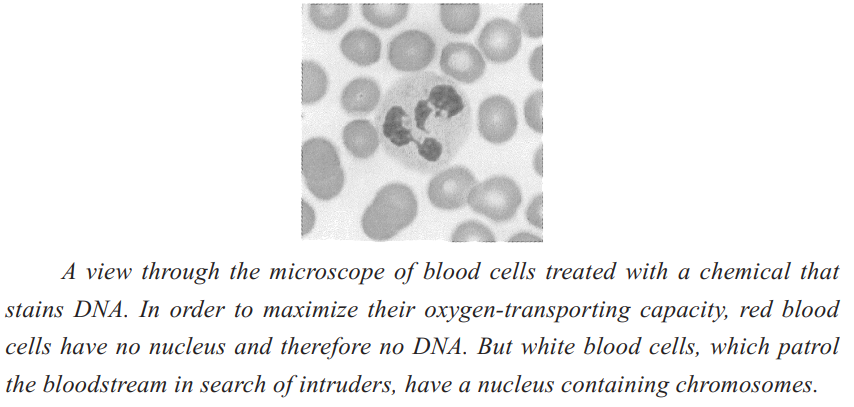 A view through the microscope of blood cells treated with a chemical that
stains DNA. In order to maximize their oxygen-transporting capacity, red blood
cells have no nucleus and therefore no DNA. But white blood cells, which patrol
the bloodstream in search of intruders, have a nucleus containing chromosomes.